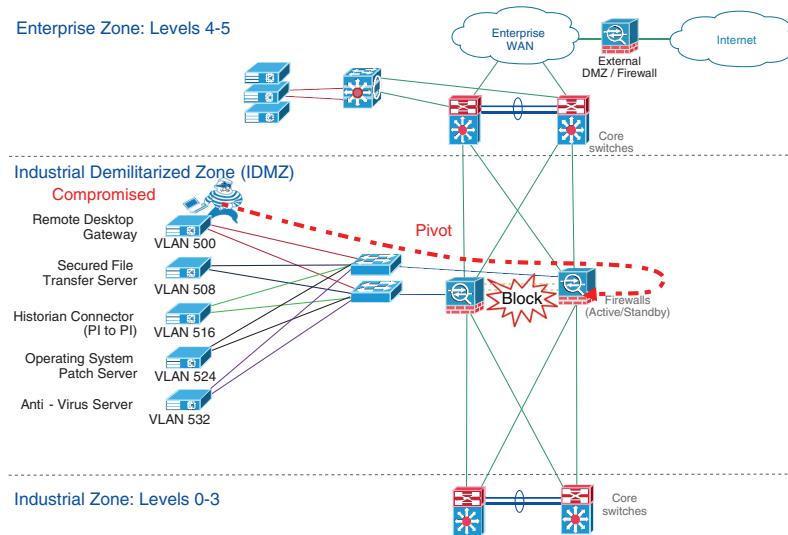 Enterprise Zone: Levels 4-5
Enterprise
WAN
External
DMZ / Firewall
Internet
Core
switches
Industrial Demilitarized Zone (IDMZ)
Compromised
Remote Desktop
Gateway
VLAN 500
Pivot
Secured File
Transfer Server
VLAN 508
Block
Firewalls
(Active/Standby)
Historian Connector
(PI to PI)
VLAN 516
Operating System
Patch Server
VLAN 524
Anti - Virus Server
VLAN 532
Industrial Zone: Levels 0-3
Core
switches